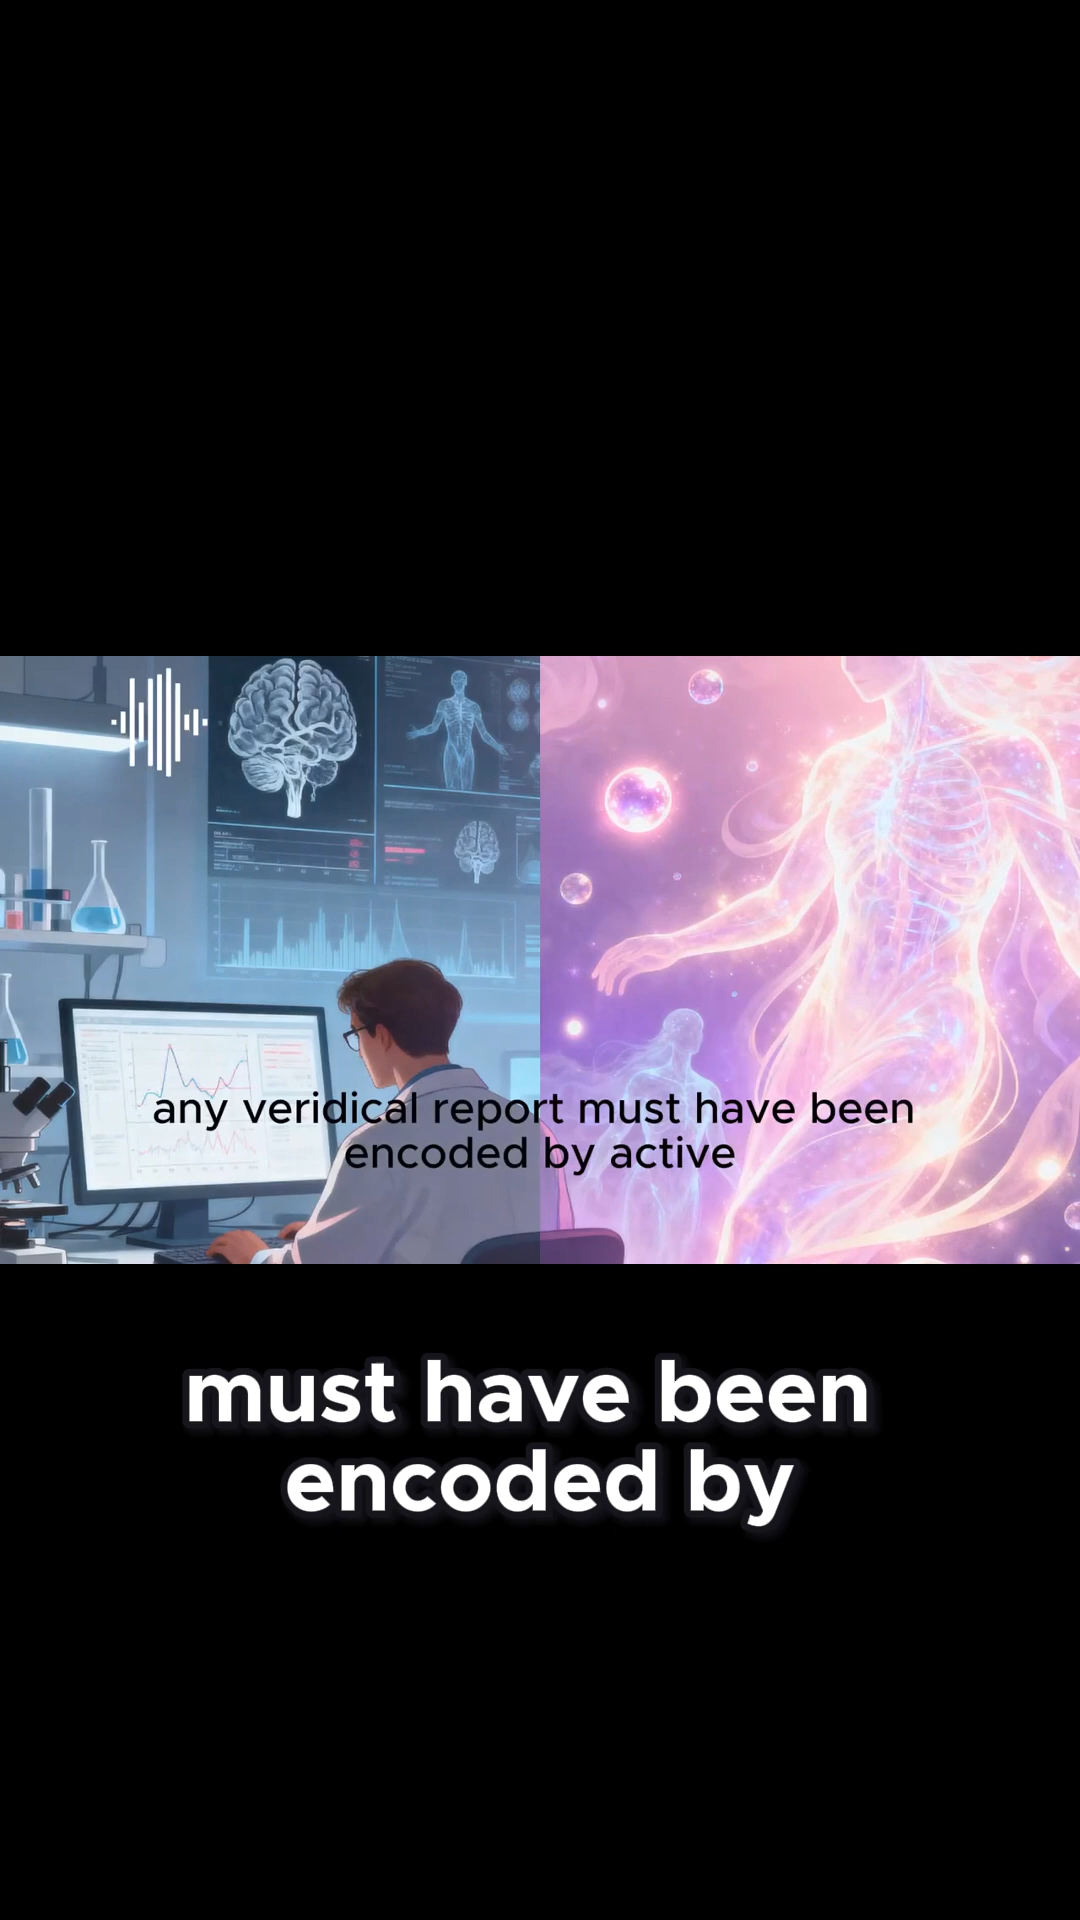 any veridical report must have been
encoded by active
must have been
encoded by